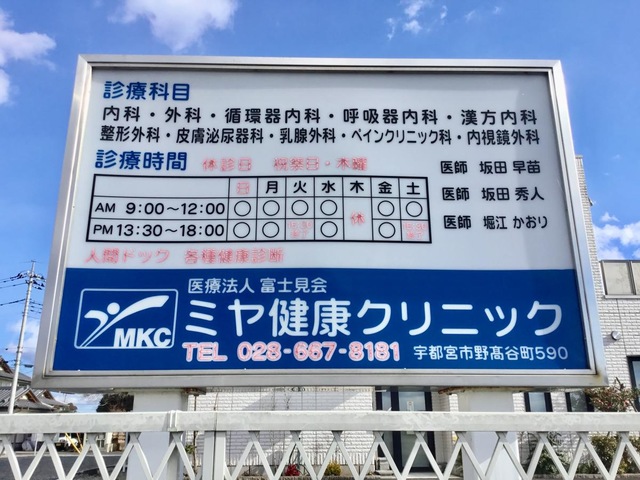 診療科目
内科・外科・循環器内科・呼吸器内科・漢方内科
整形外科・皮膚泌尿器科・乳腺外科・ペインクリニック科・内視鏡外科
診療時間 休診日 祝祭日・木曜
日 月 火 水 木 金 土
AM 9:00〜12:00 ○ ○ ○ ○ 休 ○ ○
PM 13:30〜18:00 ○ ○ ○ ○
医師 坂田 早苗
医師 坂田 秀人
医師 堀江 かおり
人間ドック 各種健康診断
MKC
医療法人 富士見会
ミヤ健康クリニック
TEL 028-667-8181 宇都宮市野高谷町590